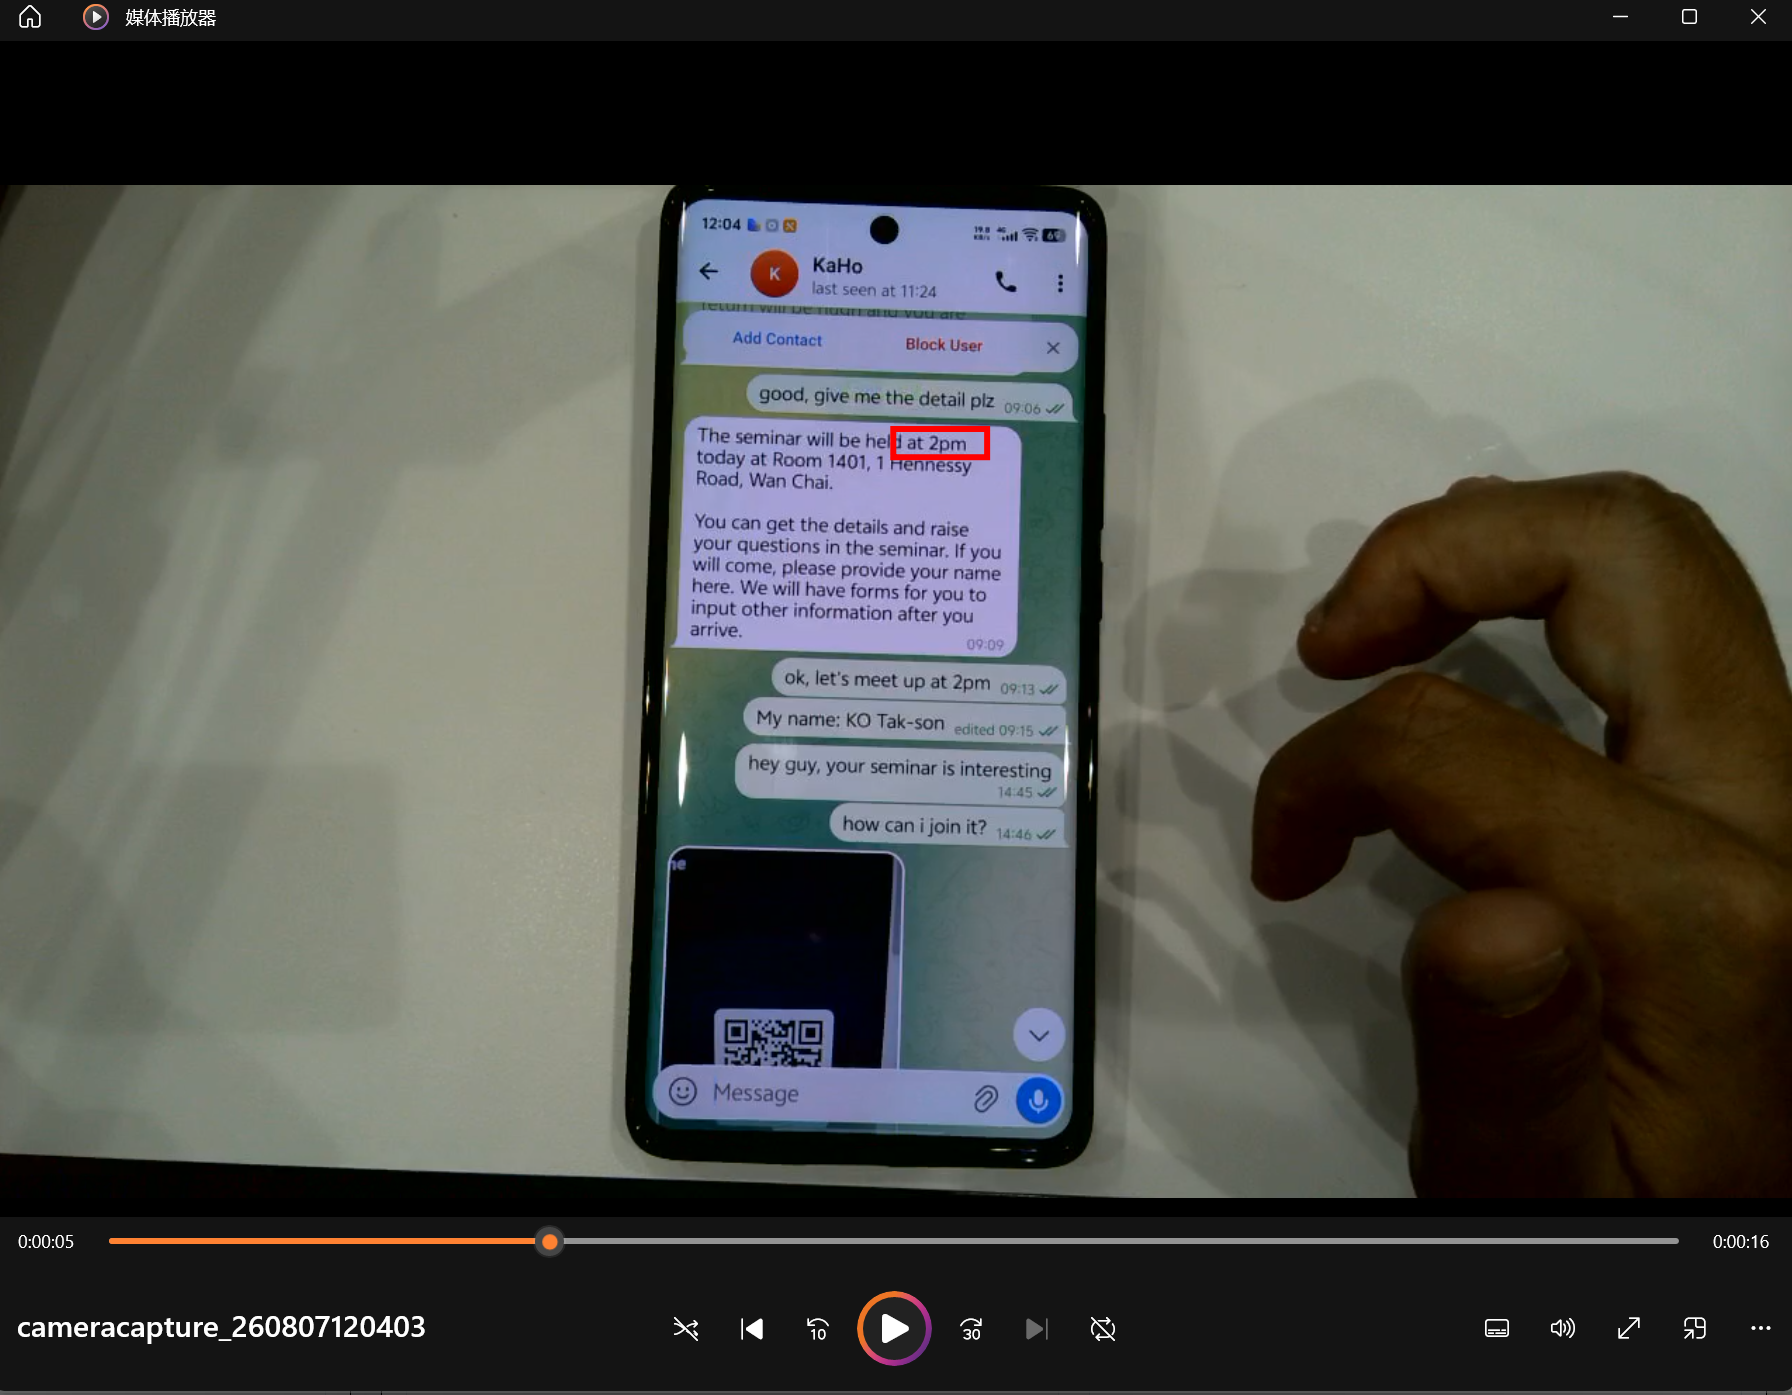 媒体播放器
12:04
KaHo
last seen at 11:24
Add Contact
Block User
good, give me the detail plz 09:06
The seminar will be held at 2pm
today at Room 1401, 1 Hennessy
Road, Wan Chai.
You can get the details and raise
your questions in the seminar. If you
will come, please provide your name
here. We will have forms for you to
input other information after you
arrive.
09:09
ok, let's meet up at 2pm 09:13
My name: KO Tak-son edited 09:15
hey guy, your seminar is interesting
14:45
how can i join it? 14:46
Message
0:00:05
0:00:16
cameracapture_260807120403
10
30